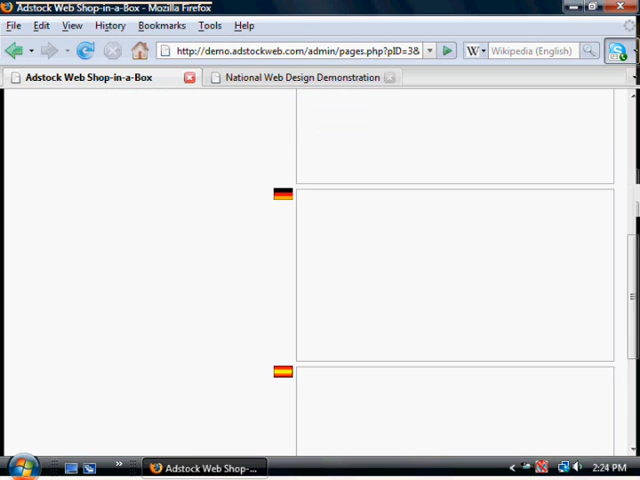 Adstock Web Shop-in-a-Box - Mozilla Firefox
File Edit View History Bookmarks Tools Help
http://demo.adstockweb.com/admin/pages.php?pID=3& W Wikipedia (English)
Adstock Web Shop-in-a-Box National Web Design Demonstration
» Adstock Web Shop-... 2:24 PM